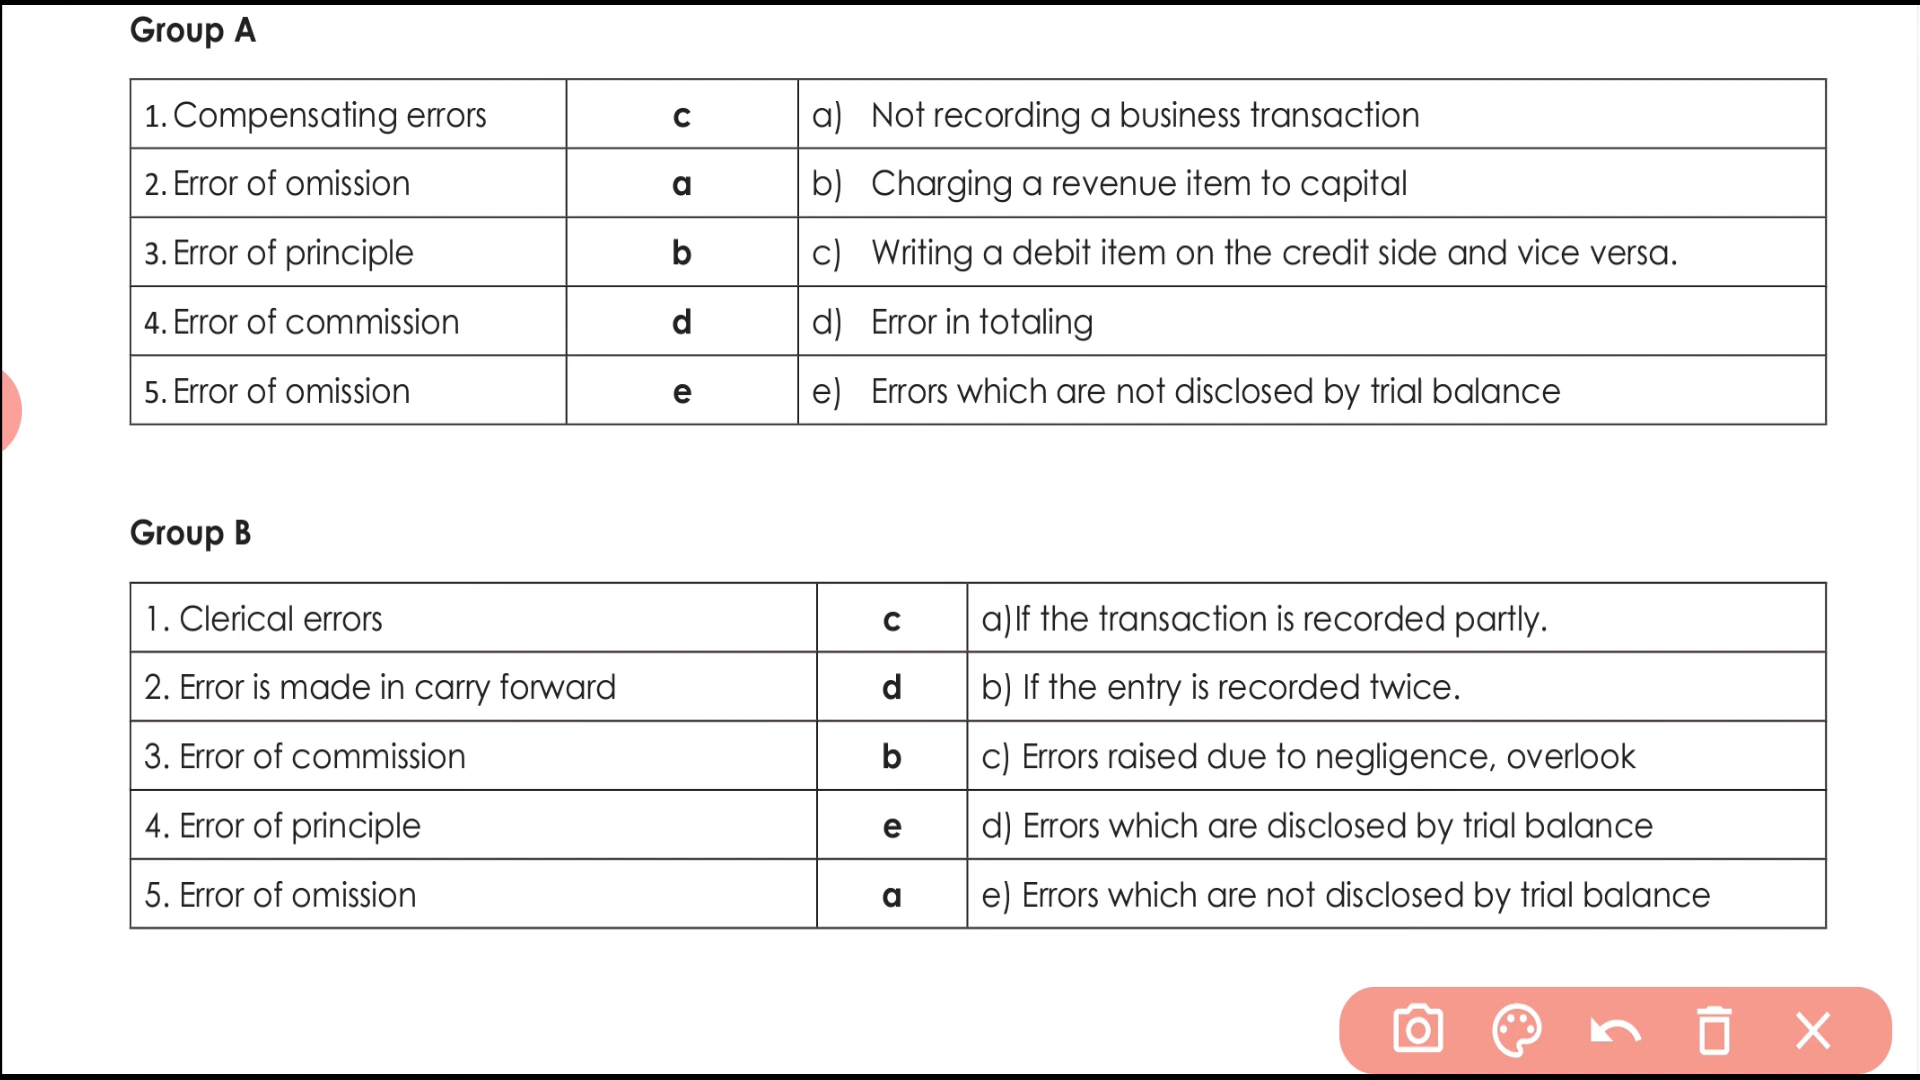 Group A
1. Compensating errors c a) Not recording a business transaction
2. Error of omission a b) Charging a revenue item to capital
3. Error of principle b c) Writing a debit item on the credit side and vice versa.
4. Error of commission d d) Error in totaling
5. Error of omission e e) Errors which are not disclosed by trial balance
Group B
1. Clerical errors c a)If the transaction is recorded partly.
2. Error is made in carry forward d b) If the entry is recorded twice.
3. Error of commission b c) Errors raised due to negligence, overlook
4. Error of principle e d) Errors which are disclosed by trial balance
5. Error of omission a e) Errors which are not disclosed by trial balance